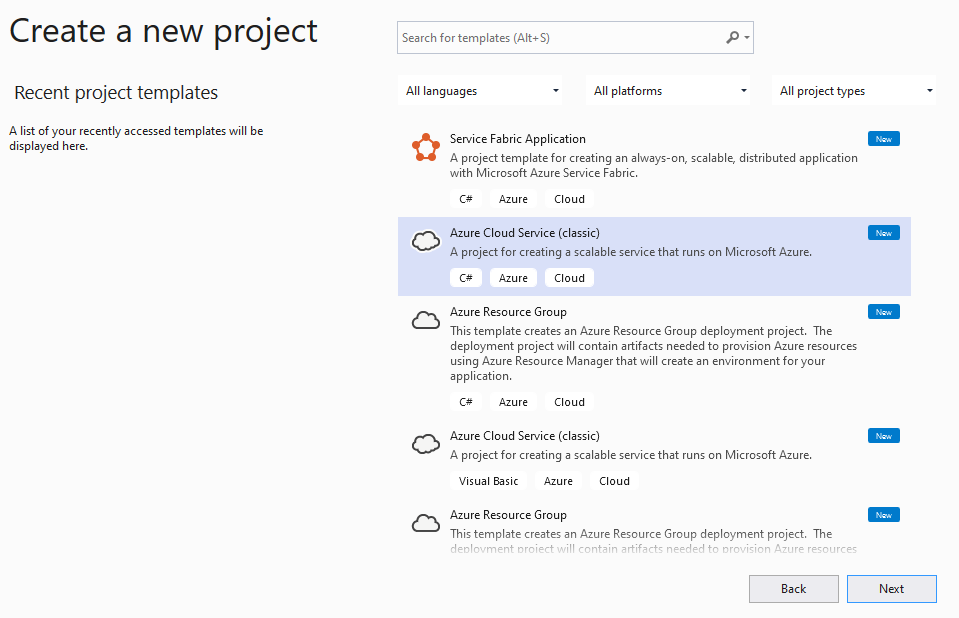 Create a new project
Search for templates (Alt+S)
Recent project templates
All languages
All platforms
All project types
A list of your recently accessed templates will be
displayed here.
Service Fabric Application
New
A project template for creating an always-on, scalable, distributed application
with Microsoft Azure Service Fabric.
C#
Azure
Cloud
Azure Cloud Service (classic)
New
A project for creating a scalable service that runs on Microsoft Azure.
C#
Azure
Cloud
Azure Resource Group
New
This template creates an Azure Resource Group deployment project.  The
deployment project will contain artifacts needed to provision Azure resources
using Azure Resource Manager that will create an environment for your
application.
C#
Azure
Cloud
Azure Cloud Service (classic)
New
A project for creating a scalable service that runs on Microsoft Azure.
Visual Basic
Azure
Cloud
Azure Resource Group
New
This template creates an Azure Resource Group deployment project.  The
deployment project will contain artifacts needed to provision Azure resources
Back
Next